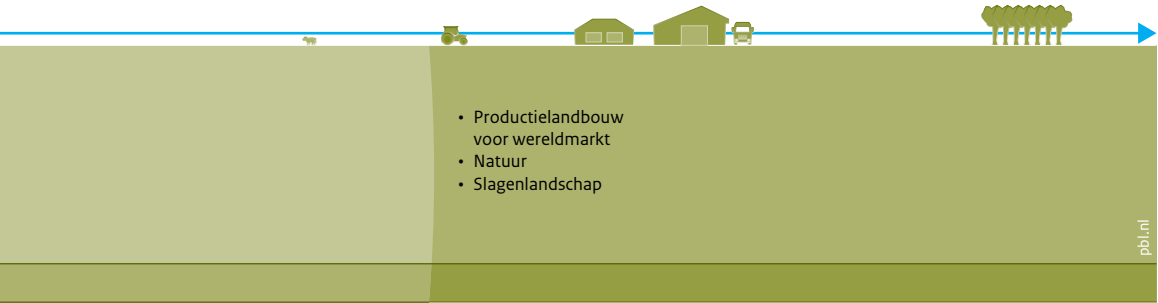 • Productielandbouw
voor wereldmarkt
• Natuur
• Slagenlandschap
pbl.nl